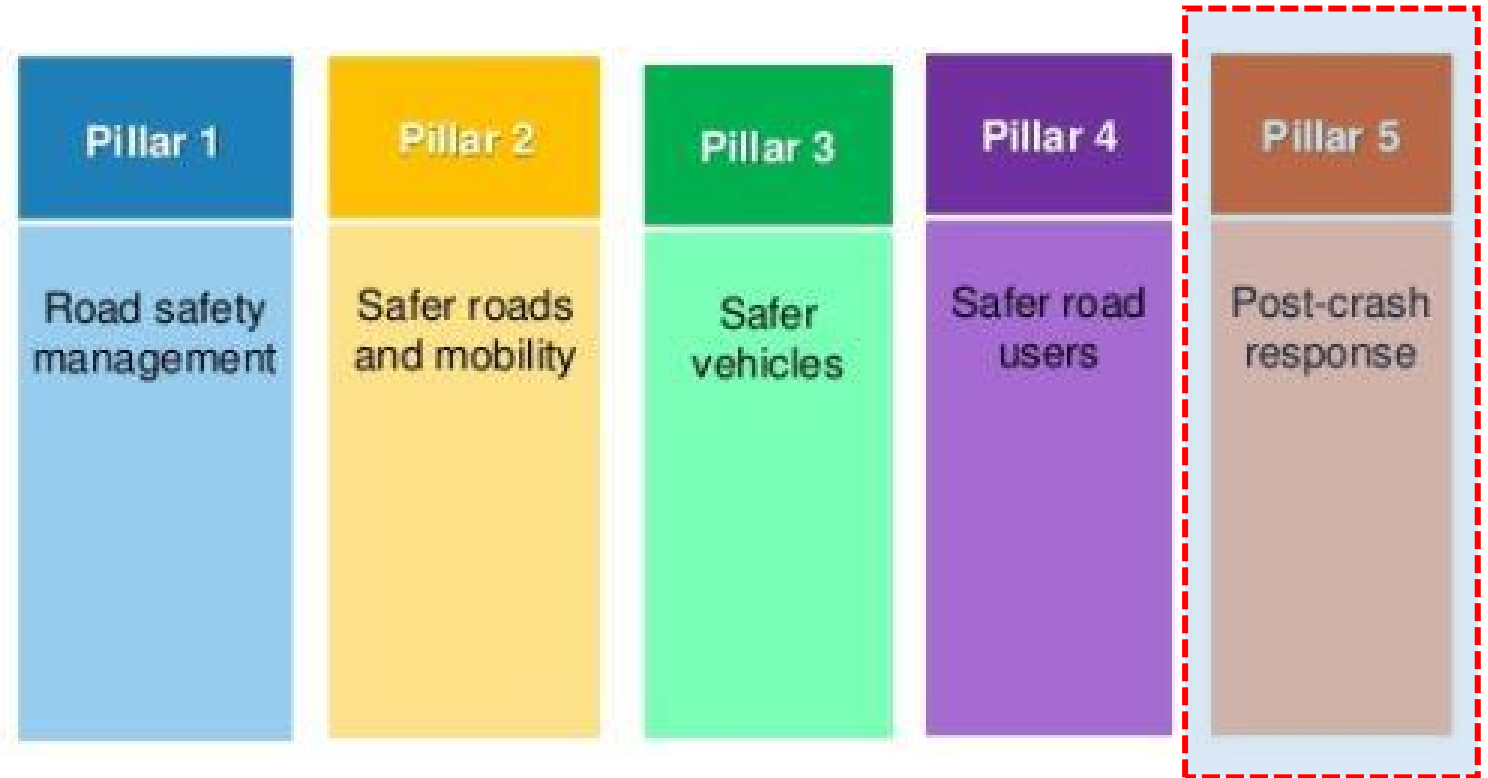 Pillar 1
Road safety
management
Pillar 2
Safer roads
and mobility
Pillar 3
Safer
vehicles
Pillar 4
Safer road
users
Pillar 5
Post-crash
response